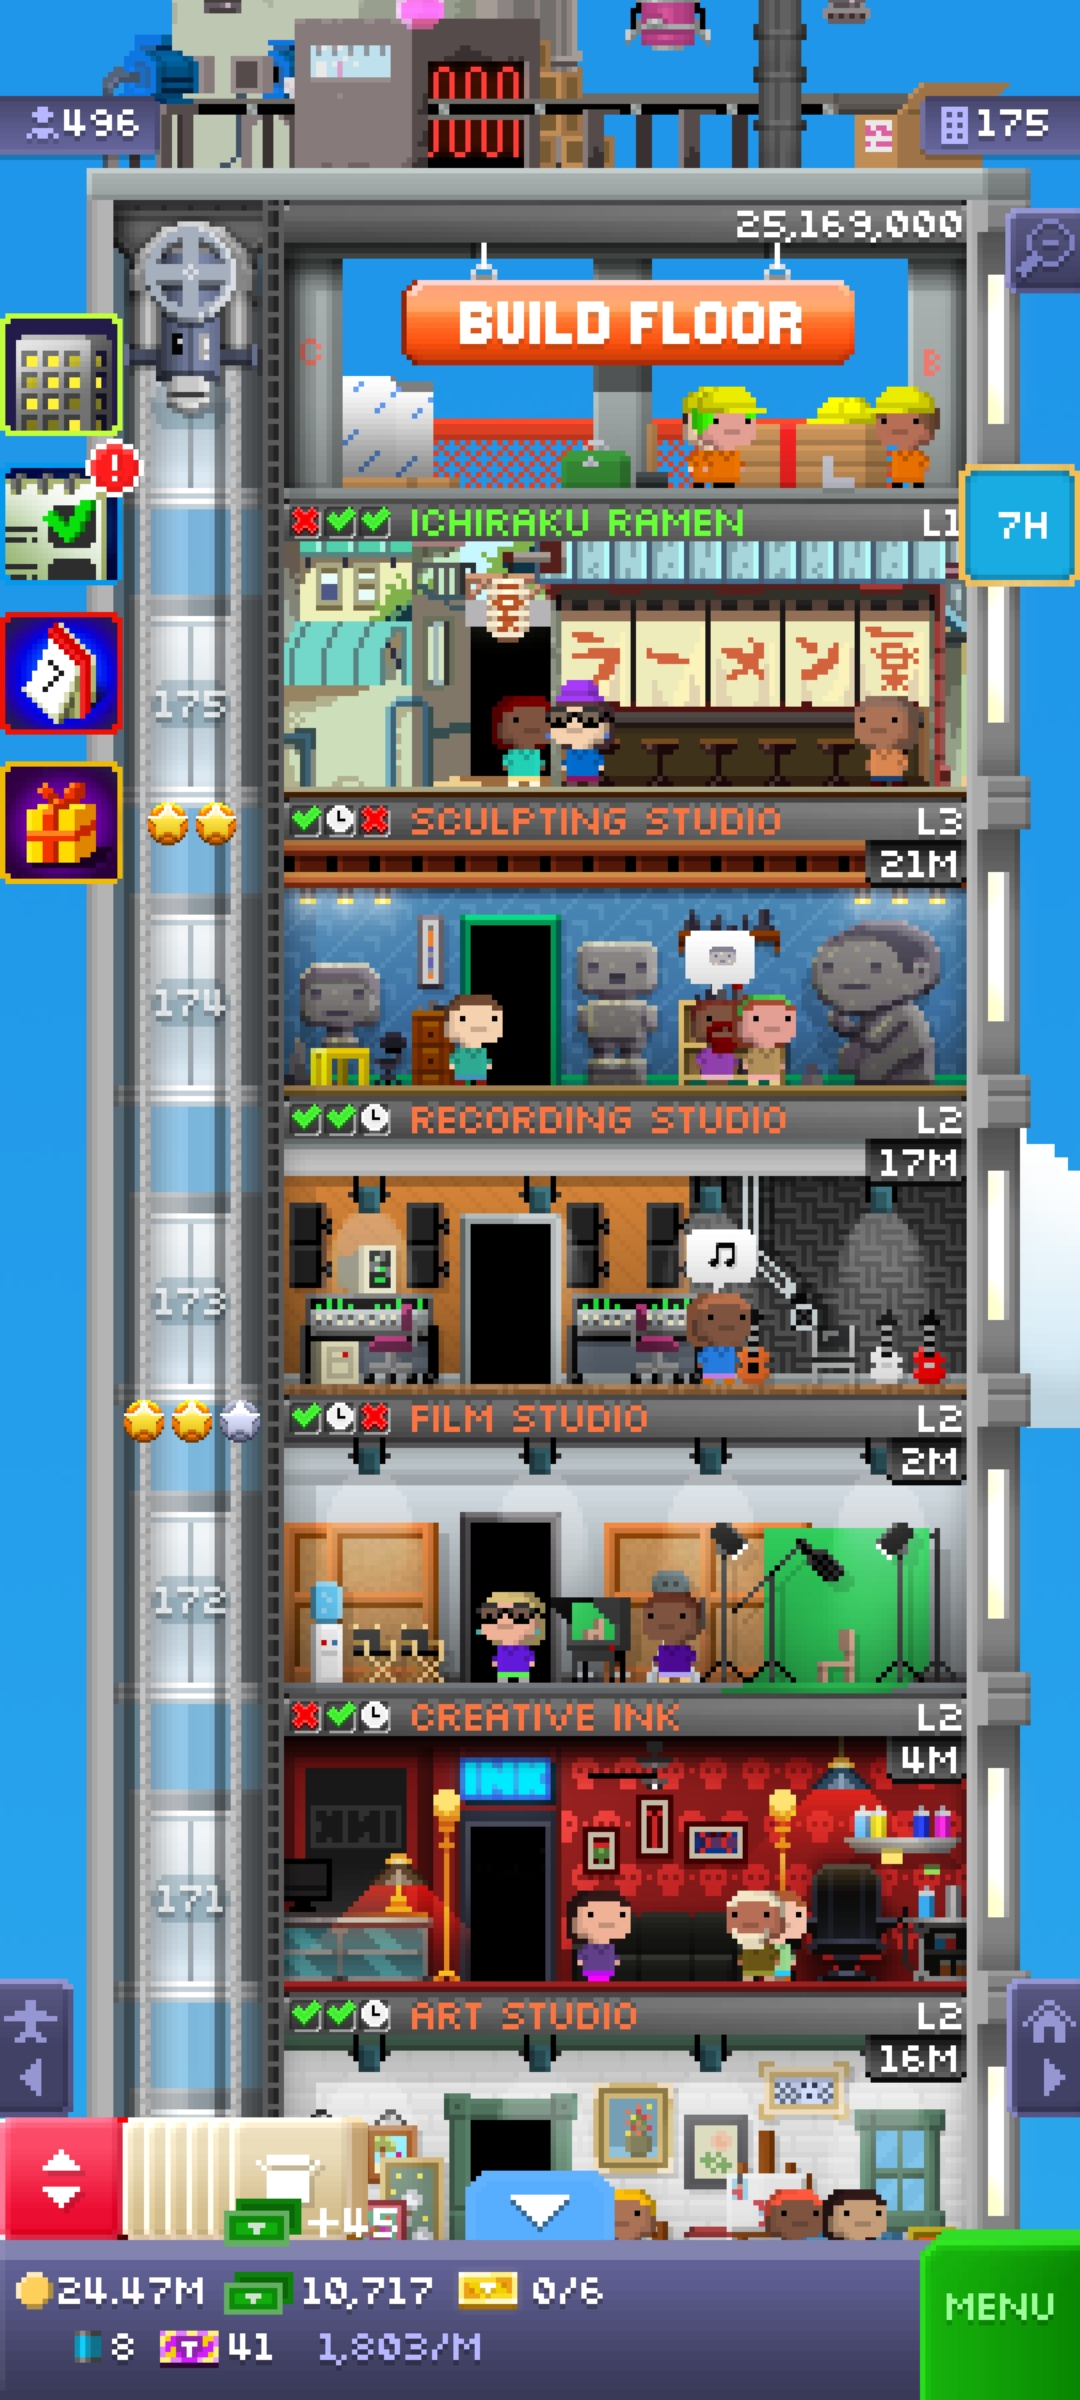 496
175
25,169,000
BUILD FLOOR
C
B
ICHIRAKU RAMEN
L1
7H
ラーメン
175
SCULPTING STUDIO
L3
21M
174
RECORDING STUDIO
L2
17M
173
FILM STUDIO
L2
2M
172
CREATIVE INK
L2
4M
INK
171
ART STUDIO
L2
16M
+45
24.47M
10,717
0/6
MENU
8
41
1,803/M